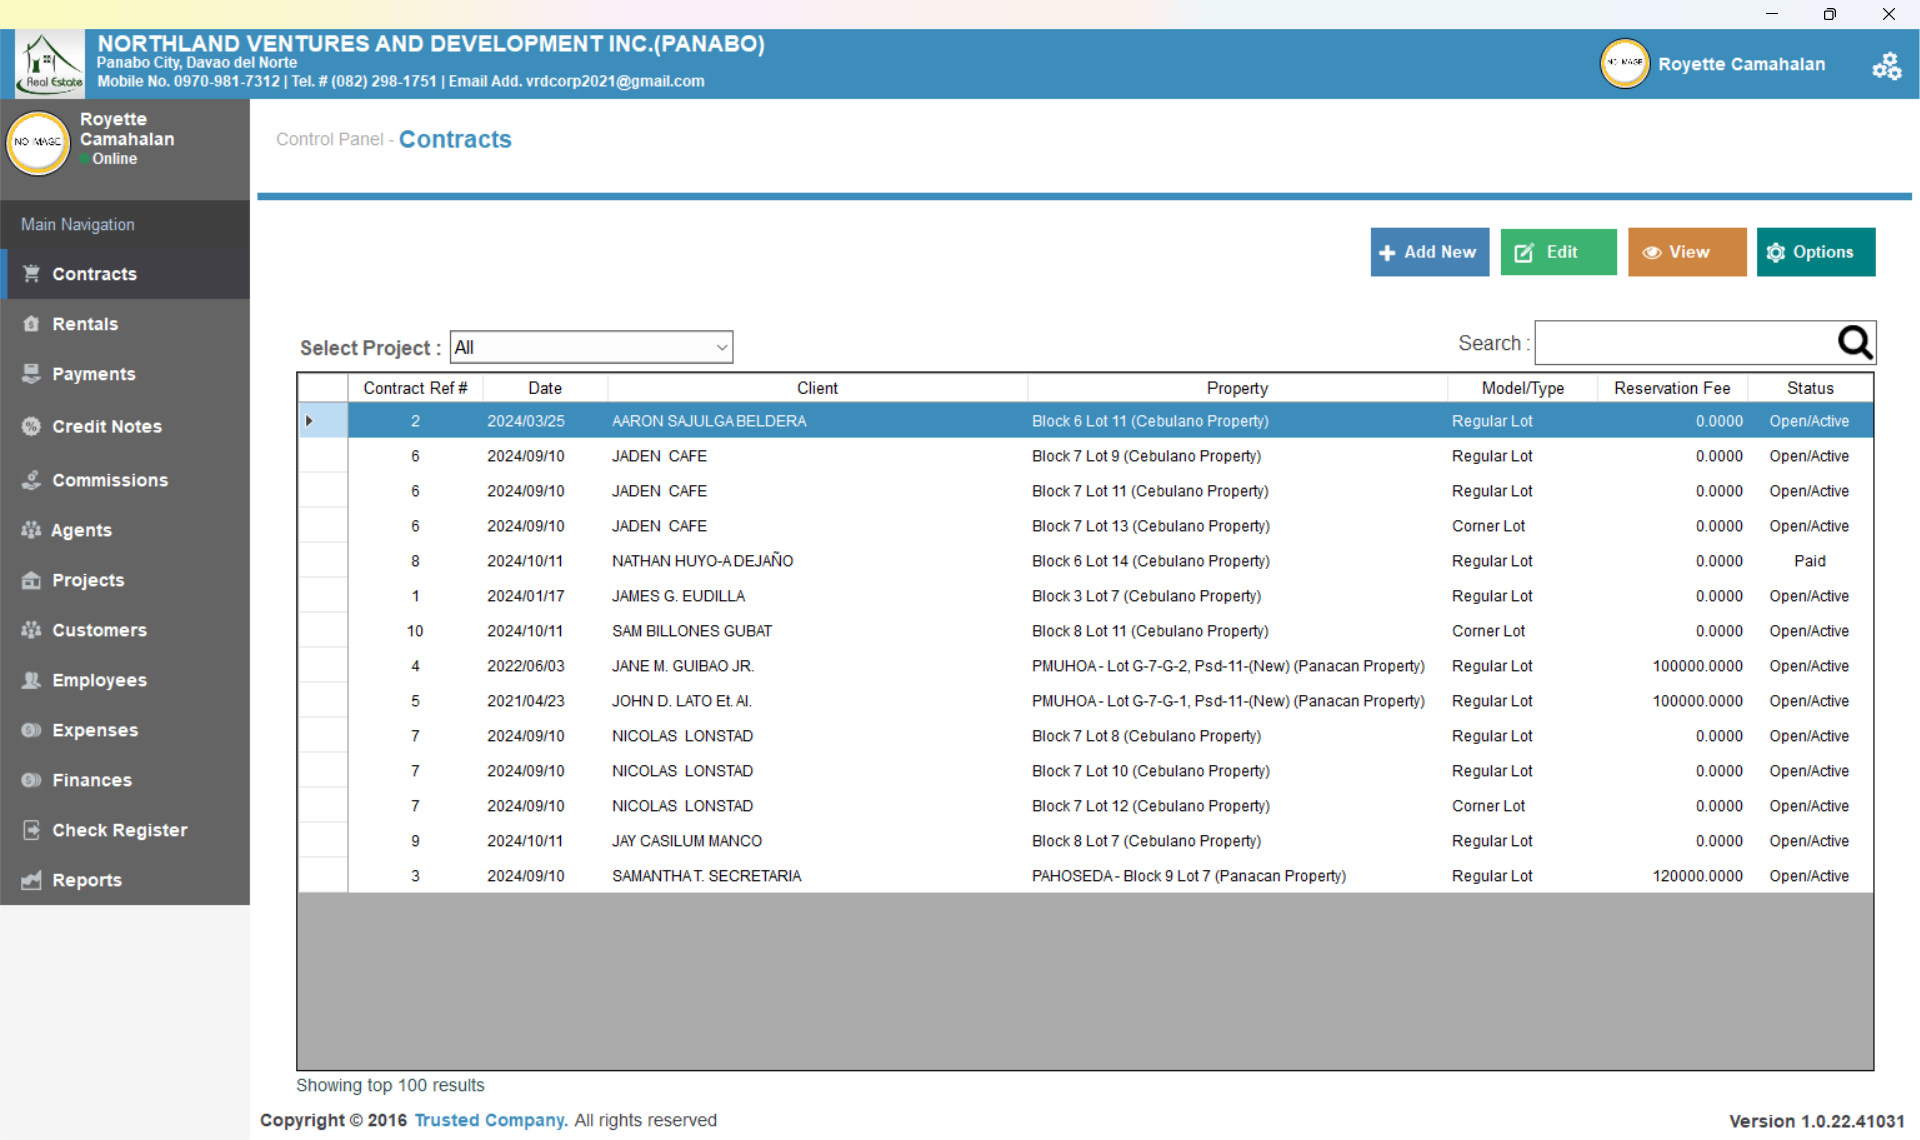 NORTHLAND VENTURES AND DEVELOPMENT INC.(PANABO)
Panabo City, Davao del Norte
Mobile No. 0970-981-7312 | Tel. # (082) 298-1751 | Email Add. vrdcorp2021@gmail.com
Real Estate
NO IMAGE
Royette Camahalan
NO IMAGE
Royette
Camahalan
Online
Control Panel - Contracts
Main Navigation
Contracts
Rentals
Payments
Credit Notes
Commissions
Agents
Projects
Customers
Employees
Expenses
Finances
Check Register
Reports
Add New Edit View Options
Select Project : All
Search :
Contract Ref # Date Client Property Model/Type Reservation Fee Status
2 2024/03/25 AARON SAJULGA BELDERA Block 6 Lot 11 (Cebulano Property) Regular Lot 0.0000 Open/Active
6 2024/09/10 JADEN CAFE Block 7 Lot 9 (Cebulano Property) Regular Lot 0.0000 Open/Active
6 2024/09/10 JADEN CAFE Block 7 Lot 11 (Cebulano Property) Regular Lot 0.0000 Open/Active
6 2024/09/10 JADEN CAFE Block 7 Lot 13 (Cebulano Property) Corner Lot 0.0000 Open/Active
8 2024/10/11 NATHAN HUYO-A DEJAÑO Block 6 Lot 14 (Cebulano Property) Regular Lot 0.0000 Paid
1 2024/01/17 JAMES G. EUDILLA Block 3 Lot 7 (Cebulano Property) Regular Lot 0.0000 Open/Active
10 2024/10/11 SAM BILLONES GUBAT Block 8 Lot 11 (Cebulano Property) Corner Lot 0.0000 Open/Active
4 2022/06/03 JANE M. GUIBAO JR. PMUHOA - Lot G-7-G-2, Psd-11-(New) (Panacan Property) Regular Lot 100000.0000 Open/Active
5 2021/04/23 JOHN D. LATO Et. Al. PMUHOA - Lot G-7-G-1, Psd-11-(New) (Panacan Property) Regular Lot 100000.0000 Open/Active
7 2024/09/10 NICOLAS LONSTAD Block 7 Lot 8 (Cebulano Property) Regular Lot 0.0000 Open/Active
7 2024/09/10 NICOLAS LONSTAD Block 7 Lot 10 (Cebulano Property) Regular Lot 0.0000 Open/Active
7 2024/09/10 NICOLAS LONSTAD Block 7 Lot 12 (Cebulano Property) Corner Lot 0.0000 Open/Active
9 2024/10/11 JAY CASILUM MANCO Block 8 Lot 7 (Cebulano Property) Regular Lot 0.0000 Open/Active
3 2024/09/10 SAMANTHA T. SECRETARIA PAHOSEDA - Block 9 Lot 7 (Panacan Property) Regular Lot 120000.0000 Open/Active
Showing top 100 results
Copyright © 2016 Trusted Company. All rights reserved
Version 1.0.22.41031